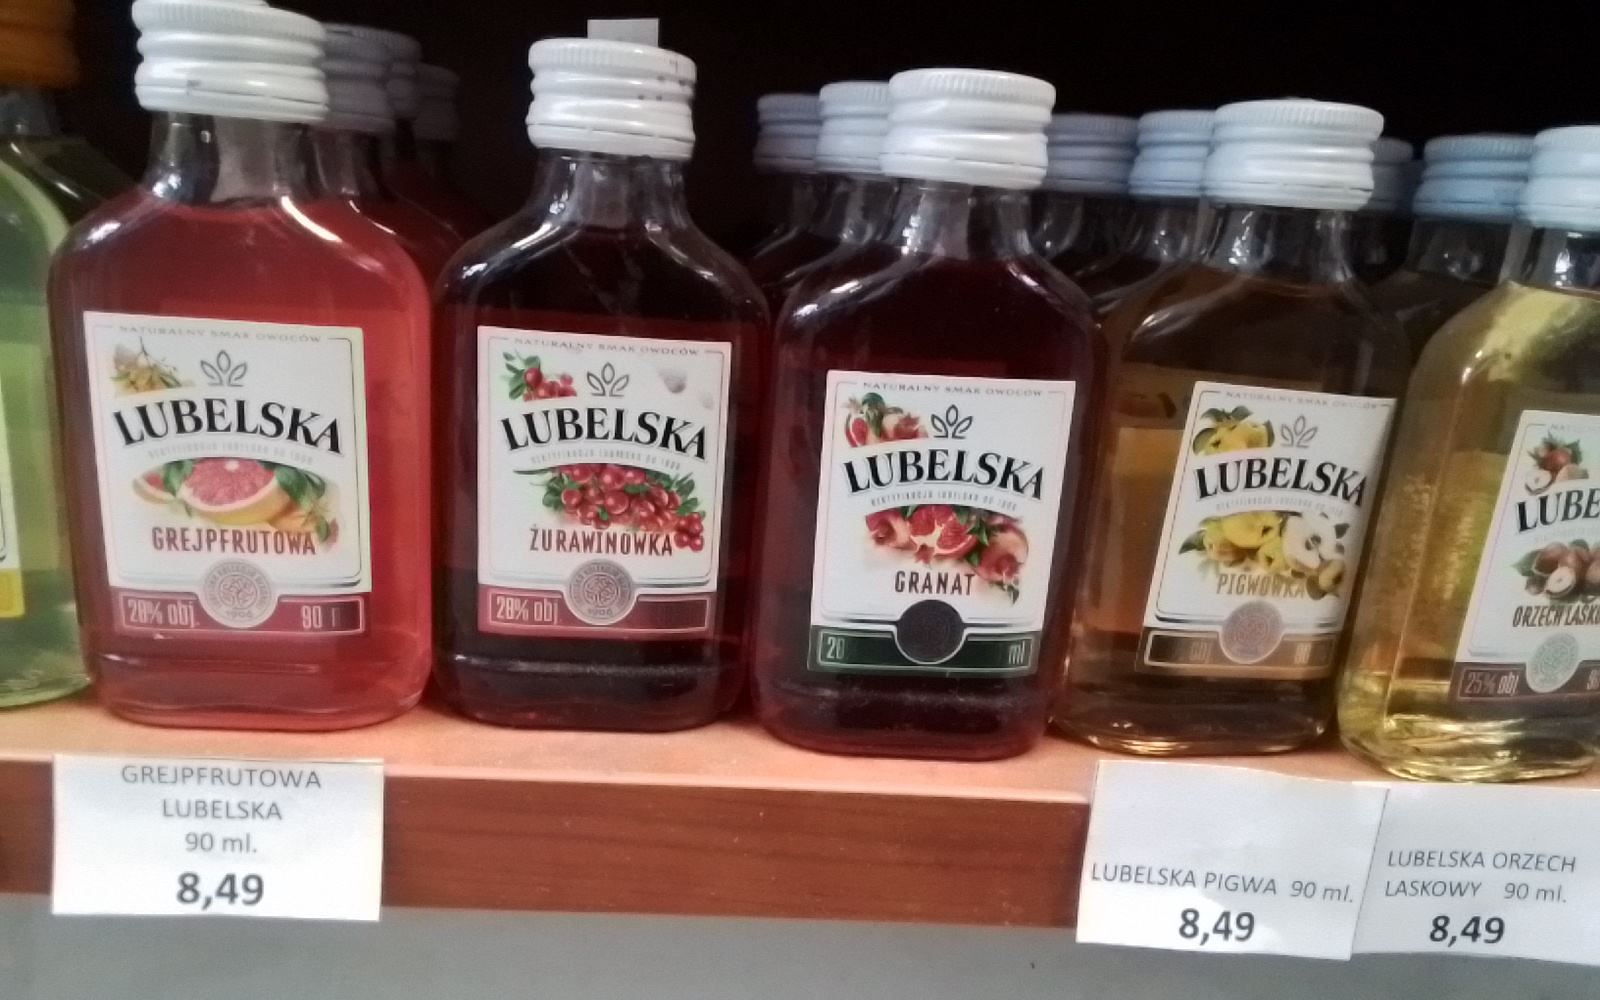 NATURALNY SMAK OWOCÓW
LUBELSKA
GREJPFRUTOWA
28% obj.
90
1906
NATURALNY SMAK OWOCÓW
LUBELSKA
ŻURAWINÓWKA
28% obj.
1906
NATURALNY SMAK OWOCÓW
LUBELSKA
GRANAT
ml
NATURALNY SMAK OWOCÓW
LUBELSKA
PIGWÓWKA
LUBE
ORZECH LASKO
25% obj
GREJPFRUTOWA
LUBELSKA
90 ml.
8,49
LUBELSKA PIGWA 90 ml.
8,49
LUBELSKA ORZECH
LASKOWY 90 ml.
8,49